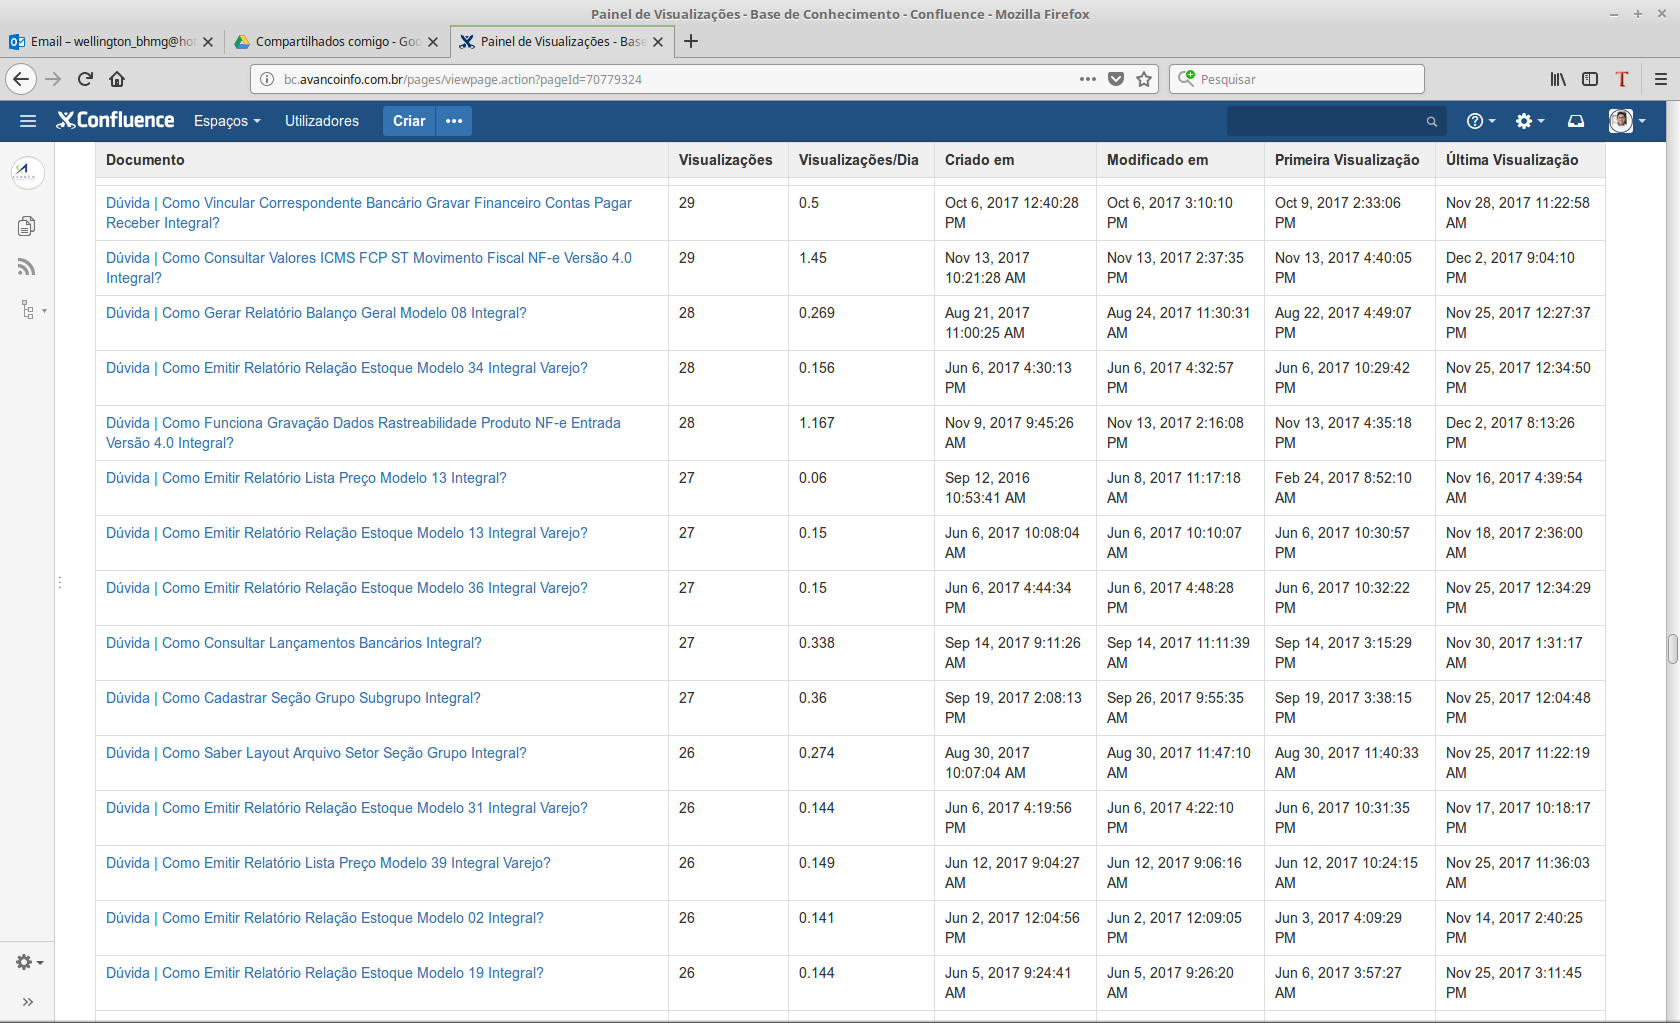 Painel de Visualizações - Base de Conhecimento - Confluence - Mozilla Firefox
Email – wellington_bhmg@ho
Compartilhados comigo - Goo
Painel de Visualizações - Base
bc.avancoinfo.com.br/pages/viewpage.action?pageId=70779324
Pesquisar
Confluence
Espaços
Utilizadores
Criar
Documento Visualizações Visualizações/Dia Criado em Modificado em Primeira Visualização Última Visualização
Dúvida | Como Vincular Correspondente Bancário Gravar Financeiro Contas Pagar 29 0.5 Oct 6, 2017 12:40:28 Oct 6, 2017 3:10:10 Oct 9, 2017 2:33:06 Nov 28, 2017 11:22:58
Receber Integral? PM PM PM AM
Dúvida | Como Consultar Valores ICMS FCP ST Movimento Fiscal NF-e Versão 4.0 29 1.45 Nov 13, 2017 Nov 13, 2017 2:37:35 Nov 13, 2017 4:40:05 Dec 2, 2017 9:04:10
Integral? 10:21:28 AM PM PM PM
Dúvida | Como Gerar Relatório Balanço Geral Modelo 08 Integral? 28 0.269 Aug 21, 2017 Aug 24, 2017 11:30:31 Aug 22, 2017 4:49:07 Nov 25, 2017 12:27:37
11:00:25 AM AM PM PM
Dúvida | Como Emitir Relatório Relação Estoque Modelo 34 Integral Varejo? 28 0.156 Jun 6, 2017 4:30:13 Jun 6, 2017 4:32:57 Jun 6, 2017 10:29:42 Nov 25, 2017 12:34:50
PM PM PM PM
Dúvida | Como Funciona Gravação Dados Rastreabilidade Produto NF-e Entrada 28 1.167 Nov 9, 2017 9:45:26 Nov 13, 2017 2:16:08 Nov 13, 2017 4:35:18 Dec 2, 2017 8:13:26
Versão 4.0 Integral? AM PM PM PM
Dúvida | Como Emitir Relatório Lista Preço Modelo 13 Integral? 27 0.06 Sep 12, 2016 Jun 8, 2017 11:17:18 Feb 24, 2017 8:52:10 Nov 16, 2017 4:39:54
10:53:41 AM AM AM AM
Dúvida | Como Emitir Relatório Relação Estoque Modelo 13 Integral Varejo? 27 0.15 Jun 6, 2017 10:08:04 Jun 6, 2017 10:10:07 Jun 6, 2017 10:30:57 Nov 18, 2017 2:36:00
AM AM PM AM
Dúvida | Como Emitir Relatório Relação Estoque Modelo 36 Integral Varejo? 27 0.15 Jun 6, 2017 4:44:34 Jun 6, 2017 4:48:28 Jun 6, 2017 10:32:22 Nov 25, 2017 12:34:29
PM PM PM PM
Dúvida | Como Consultar Lançamentos Bancários Integral? 27 0.338 Sep 14, 2017 9:11:26 Sep 14, 2017 11:11:39 Sep 14, 2017 3:15:29 Nov 30, 2017 1:31:17
AM AM PM AM
Dúvida | Como Cadastrar Seção Grupo Subgrupo Integral? 27 0.36 Sep 19, 2017 2:08:13 Sep 26, 2017 9:55:35 Sep 19, 2017 3:38:15 Nov 25, 2017 12:04:48
PM AM PM PM
Dúvida | Como Saber Layout Arquivo Setor Seção Grupo Integral? 26 0.274 Aug 30, 2017 Aug 30, 2017 11:47:10 Aug 30, 2017 11:40:33 Nov 25, 2017 11:22:19
10:07:04 AM AM AM AM
Dúvida | Como Emitir Relatório Relação Estoque Modelo 31 Integral Varejo? 26 0.144 Jun 6, 2017 4:19:56 Jun 6, 2017 4:22:10 Jun 6, 2017 10:31:35 Nov 17, 2017 10:18:17
PM PM PM PM
Dúvida | Como Emitir Relatório Lista Preço Modelo 39 Integral Varejo? 26 0.149 Jun 12, 2017 9:04:27 Jun 12, 2017 9:06:16 Jun 12, 2017 10:24:15 Nov 25, 2017 11:36:03
AM AM AM AM
Dúvida | Como Emitir Relatório Relação Estoque Modelo 02 Integral? 26 0.141 Jun 2, 2017 12:04:56 Jun 2, 2017 12:09:05 Jun 3, 2017 4:09:29 Nov 14, 2017 2:40:25
PM PM PM PM
Dúvida | Como Emitir Relatório Relação Estoque Modelo 19 Integral? 26 0.144 Jun 5, 2017 9:24:41 Jun 5, 2017 9:26:20 Jun 6, 2017 3:57:27 Nov 25, 2017 3:11:45
AM AM AM PM